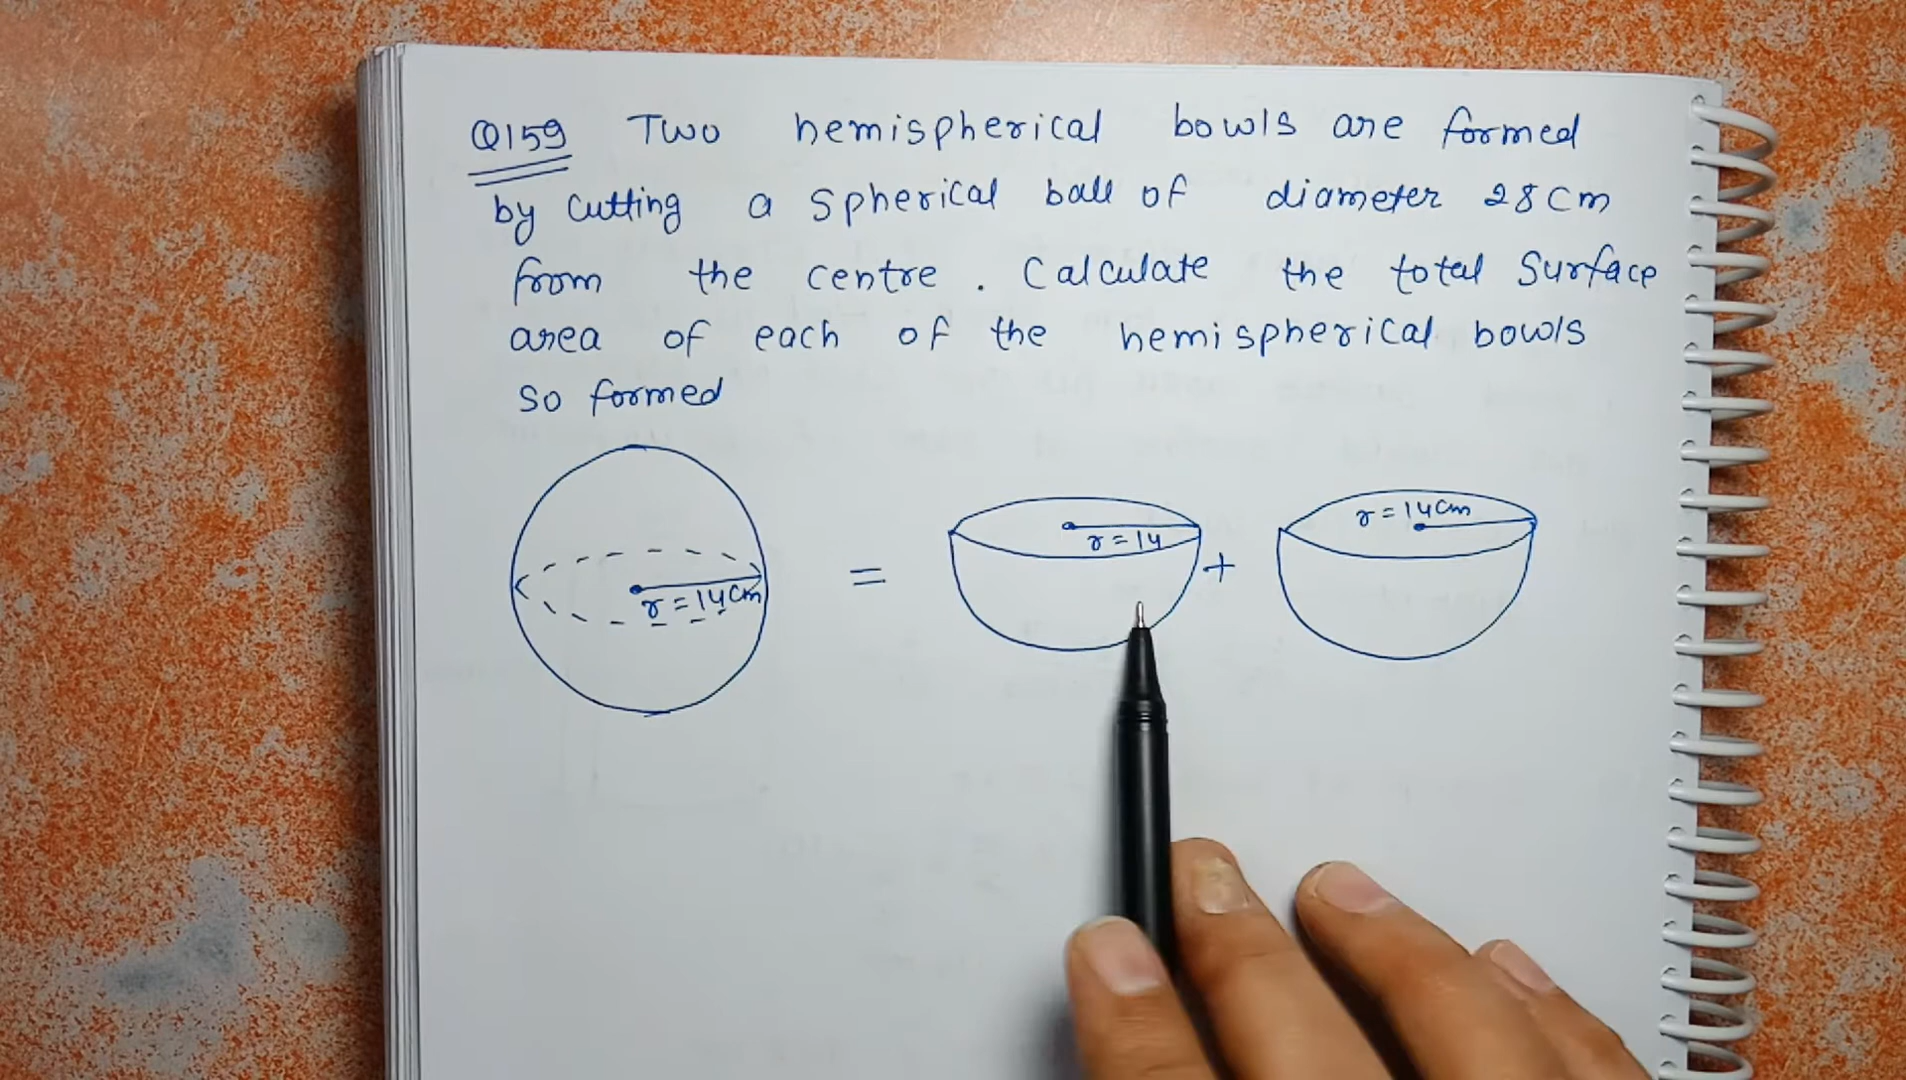 Q159 Two hemispherical bowls are formed
by cutting a spherical ball of diameter 28cm
from the centre. Calculate the total surface
area of each of the hemispherical bowls
so formed
r = 14cm
=
r = 14
+
r = 14cm